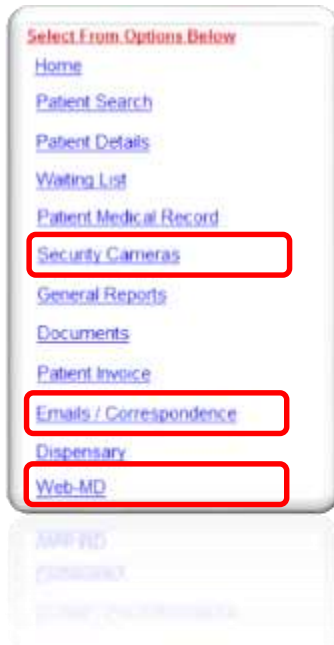 Select From Options Below
Home
Patient Search
Patient Details
Waiting List
Patient Medical Record
Security Cameras
General Reports
Documents
Patient Invoice
Emails / Correspondence
Dispensary
Web-MD